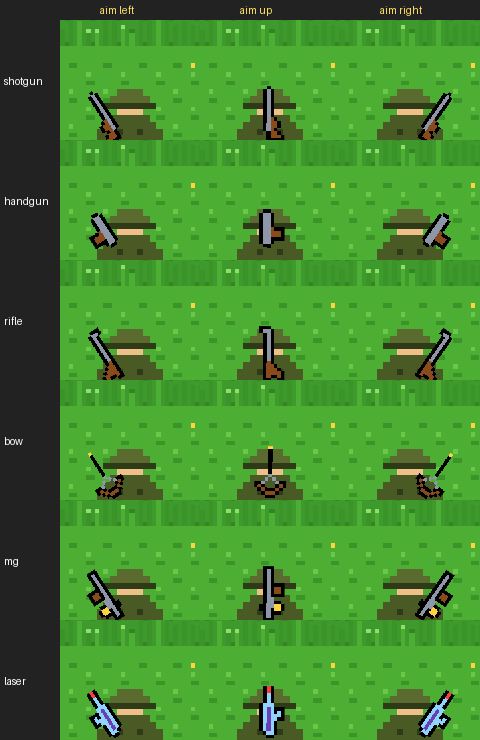 aim left aim up aim right
shotgun
handgun
rifle
bow
mg
laser